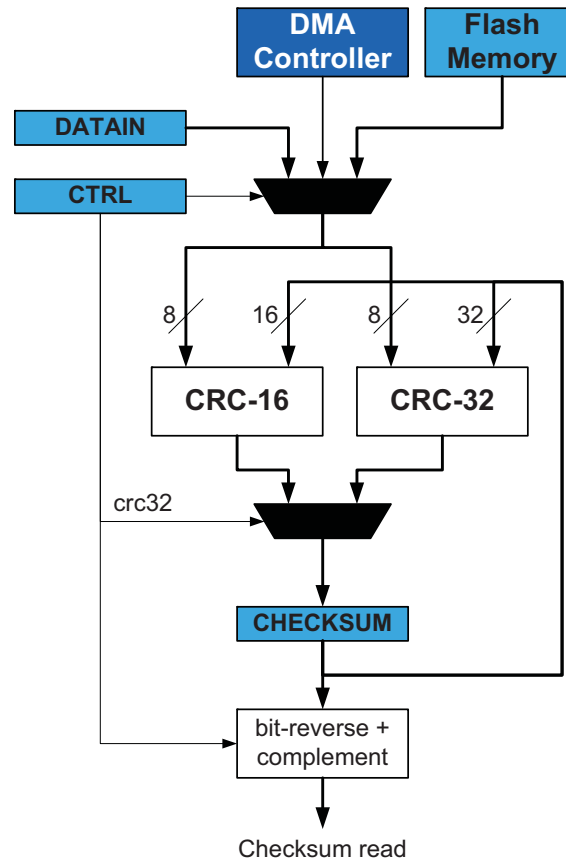 DMA
Controller
Flash
Memory
DATAIN
CTRL
8
16
8
32
CRC-16
CRC-32
crc32
CHECKSUM
bit-reverse +
complement
Checksum read